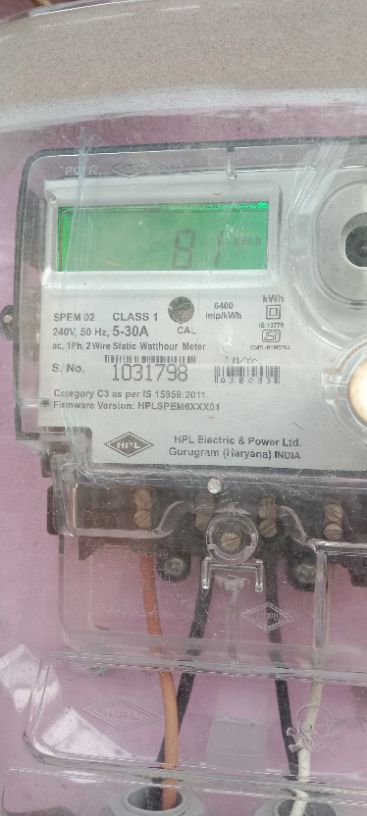 81 kWh
SPEM 02 CLASS 1 6400 kWh
240V, 50 Hz, 5-30A CAL imp/kWh
IS 13779
ac, 1Ph, 2 Wire Static Watthour Meter
S. No. 1031798
Category C3 as per IS 15959:2011
Firmware Version: HPLSPEM6XXX01
HPL HPL Electric & Power Ltd.
Gurugram (Haryana) INDIA